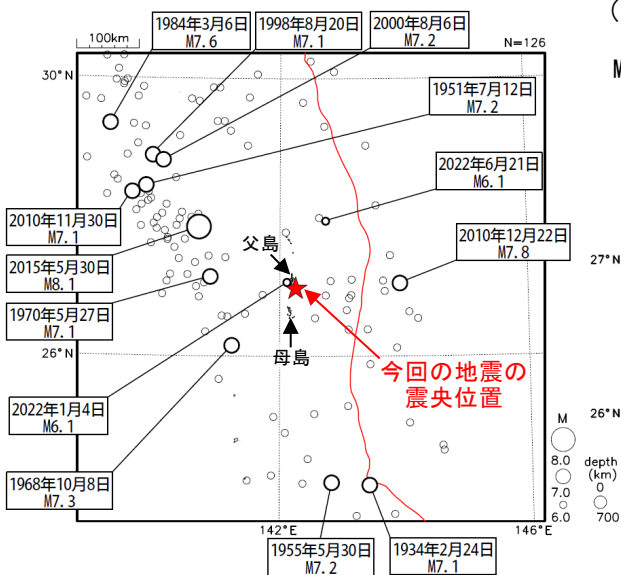 (
M
1984年3月6日
M7.6
1998年8月20日
M7.1
2000年8月6日
M7.2
100km
N=126
30°N
1951年7月12日
M7.2
2022年6月21日
M6.1
2010年11月30日
M7.1
2015年5月30日
M8.1
1970年5月27日
M7.1
父島
2010年12月22日
M7.8
27°N
26°N
母島
今回の地震の
震央位置
2022年1月4日
M6.1
1968年10月8日
M7.3
26°N
M
8.0
7.0
6.0
depth
(km)
0
700
142°E
146°E
1955年5月30日
M7.2
1934年2月24日
M7.1